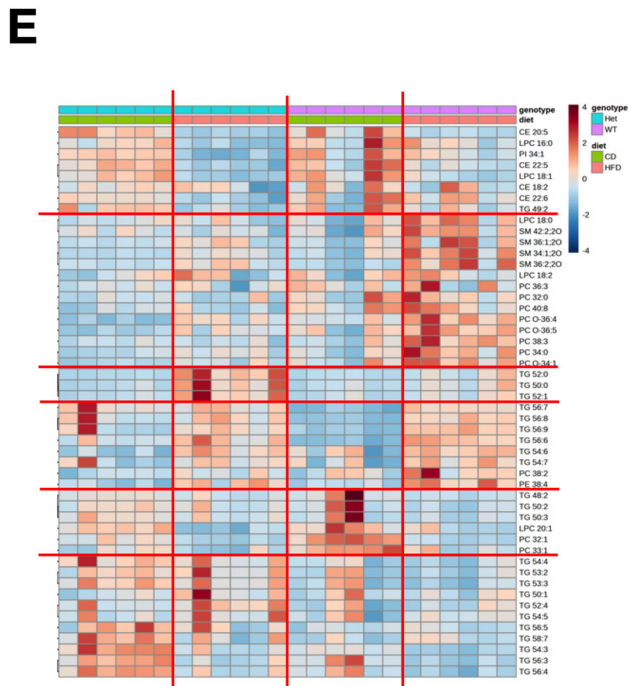 E
genotype
diet
CE 20:5
LPC 16:0
PI 34:1
CE 22:5
LPC 18:1
CE 18:2
CE 22:6
TG 49:2
LPC 18:0
SM 42:2;2O
SM 36:1;2O
SM 34:1;2O
SM 36:2;2O
LPC 18:2
PC 36:3
PC 32:0
PC 40:8
PC O-36:4
PC O-36:5
PC 38:3
PC 34:0
PC O-34:1
TG 52:0
TG 50:0
TG 52:1
TG 56:7
TG 56:8
TG 56:9
TG 56:6
TG 54:6
TG 54:7
PC 38:2
PE 38:4
TG 48:2
TG 50:2
TG 50:3
LPC 20:1
PC 32:1
PC 33:1
TG 54:4
TG 53:2
TG 53:3
TG 50:1
TG 52:4
TG 54:5
TG 56:5
TG 58:7
TG 54:3
TG 56:3
TG 56:4
4
2
0
-2
-4
genotype
Het
WT
diet
CD
HFD